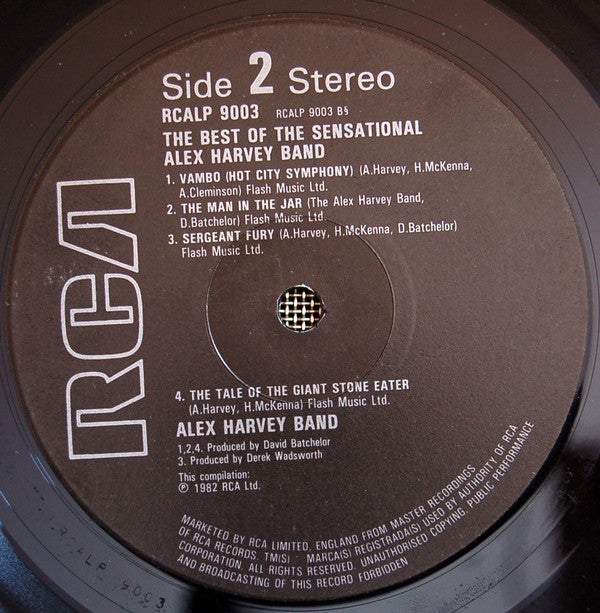 Side 2 Stereo
RCALP 9003 RCALP 9003 B§
THE BEST OF THE SENSATIONAL
ALEX HARVEY BAND
1. VAMBO (HOT CITY SYMPHONY) (A.Harvey, H.McKenna,
A.Cleminson) Flash Music Ltd.
2. THE MAN IN THE JAR (The Alex Harvey Band,
D.Batchelor) Flash Music Ltd.
3. SERGEANT FURY (A.Harvey, H.McKenna, D.Batchelor)
Flash Music Ltd.
RCA
4. THE TALE OF THE GIANT STONE EATER
(A.Harvey, H.McKenna) Flash Music Ltd.
ALEX HARVEY BAND
1,2,4. Produced by David Batchelor
3. Produced by Derek Wadsworth
This compilation:
℗ 1982 RCA Ltd.
MARKETED BY RCA LIMITED, ENGLAND FROM MASTER RECORDINGS
OF RCA RECORDS. TM(S) - MARCA(S) REGISTRADA(S) USED BY AUTHORITY OF RCA
CORPORATION. ALL RIGHTS RESERVED. UNAUTHORISED COPYING. PUBLIC PERFORMANCE
AND BROADCASTING OF THIS RECORD FORBIDDEN
RCALP 9003